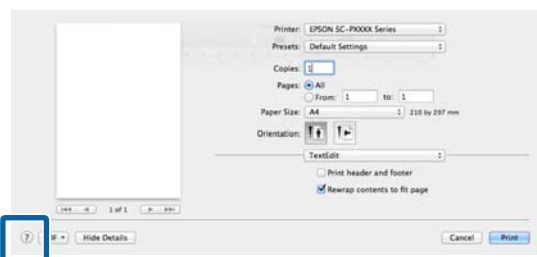 Printer: EPSON SC-PXXXX Series
Presets: Default Settings
Copies: 1
Pages: All
From: 1 to: 1
Paper Size: A4 210 by 297 mm
Orientation:
TextEdit
Print header and footer
Rewrap contents to fit page
1 of 1
? DF Hide Details Cancel Print